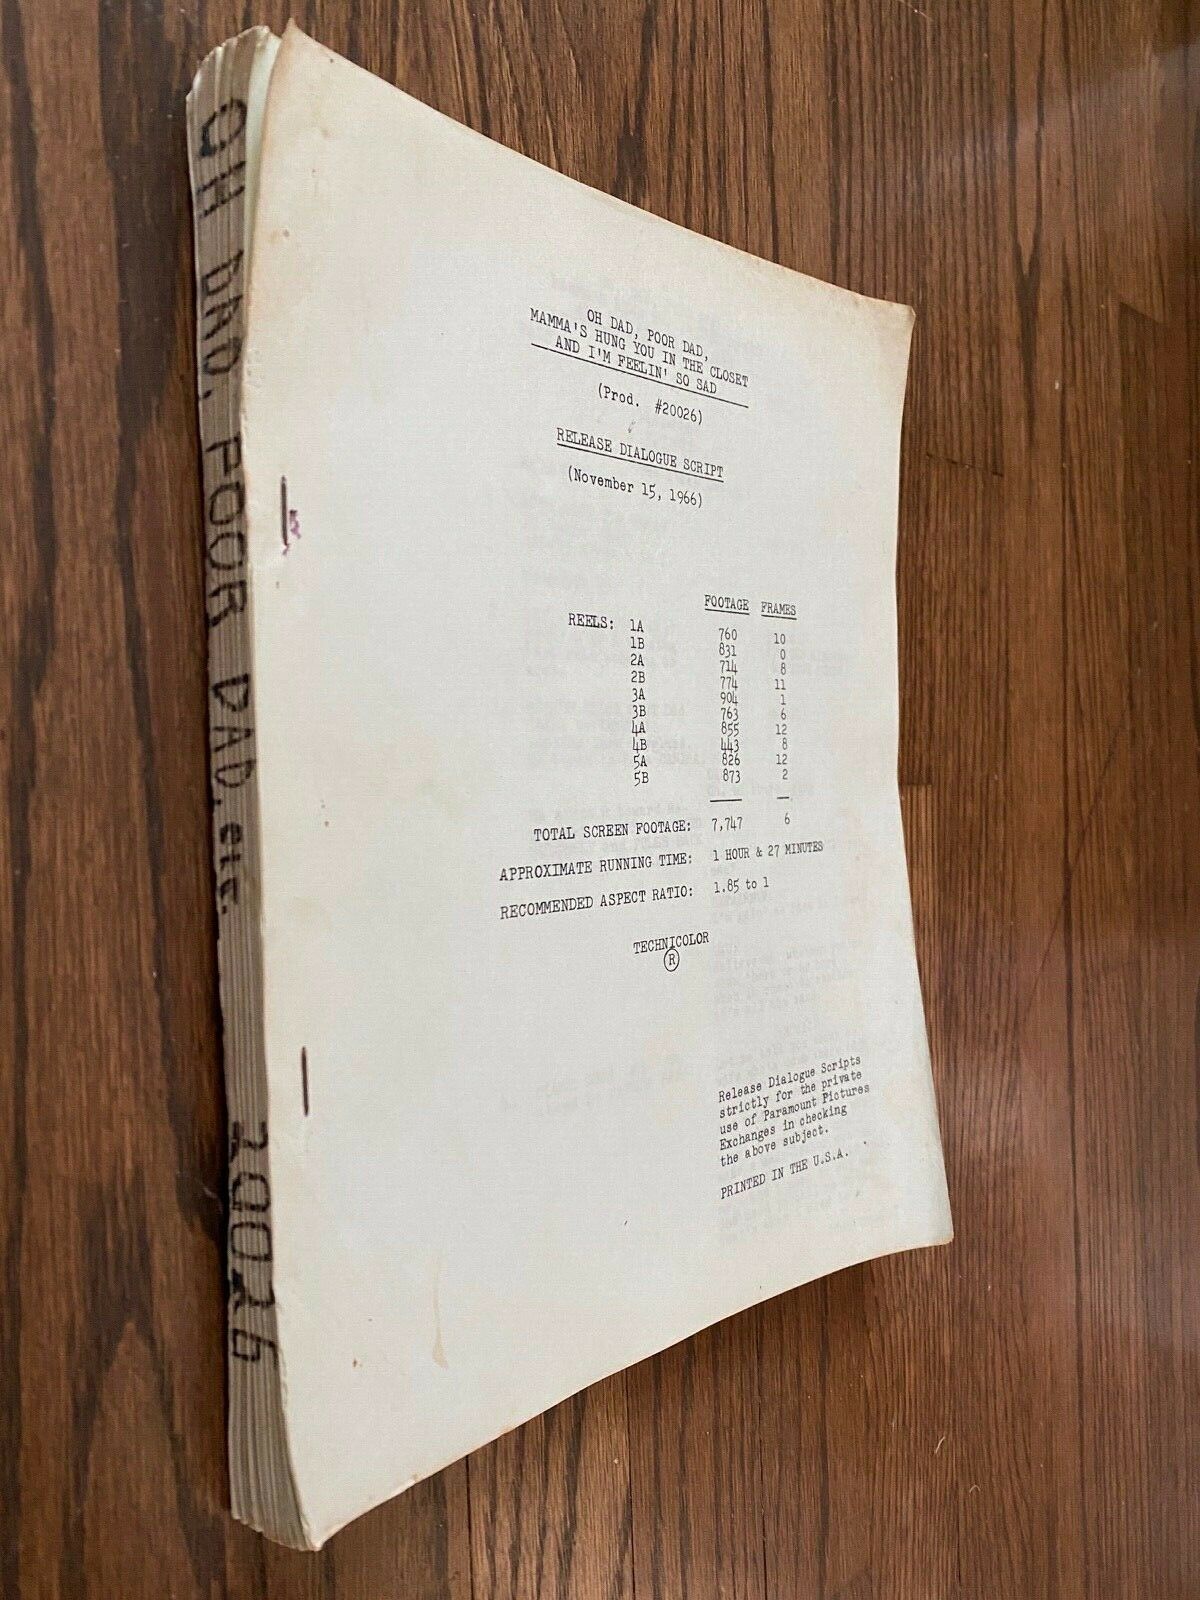 OH DAD, POOR DAD, etc. 20026
OH DAD, POOR DAD,
MAMMA'S HUNG YOU IN THE CLOSET
AND I'M FEELIN' SO SAD
(Prod. #20026)
RELEASE DIALOGUE SCRIPT
(November 15, 1966)
FOOTAGE FRAMES
REELS: 1A 760 10
1B 831 0
2A 714 8
2B 774 11
3A 904 1
3B 763 6
4A 855 12
4B 443 8
5A 826 12
5B 873 2
TOTAL SCREEN FOOTAGE: 7,747 6
APPROXIMATE RUNNING TIME: 1 HOUR & 27 MINUTES
RECOMMENDED ASPECT RATIO: 1.85 to 1
TECHNICOLOR
®
Release Dialogue Scripts
strictly for the private
use of Paramount Pictures
Exchanges in checking
the above subject.
PRINTED IN THE U.S.A.